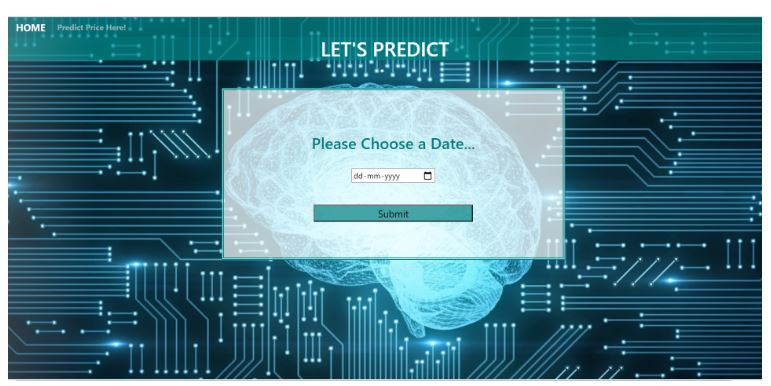 HOME Predict Price Here!
LET'S PREDICT
Please Choose a Date...
dd-mm-yyyy
Submit